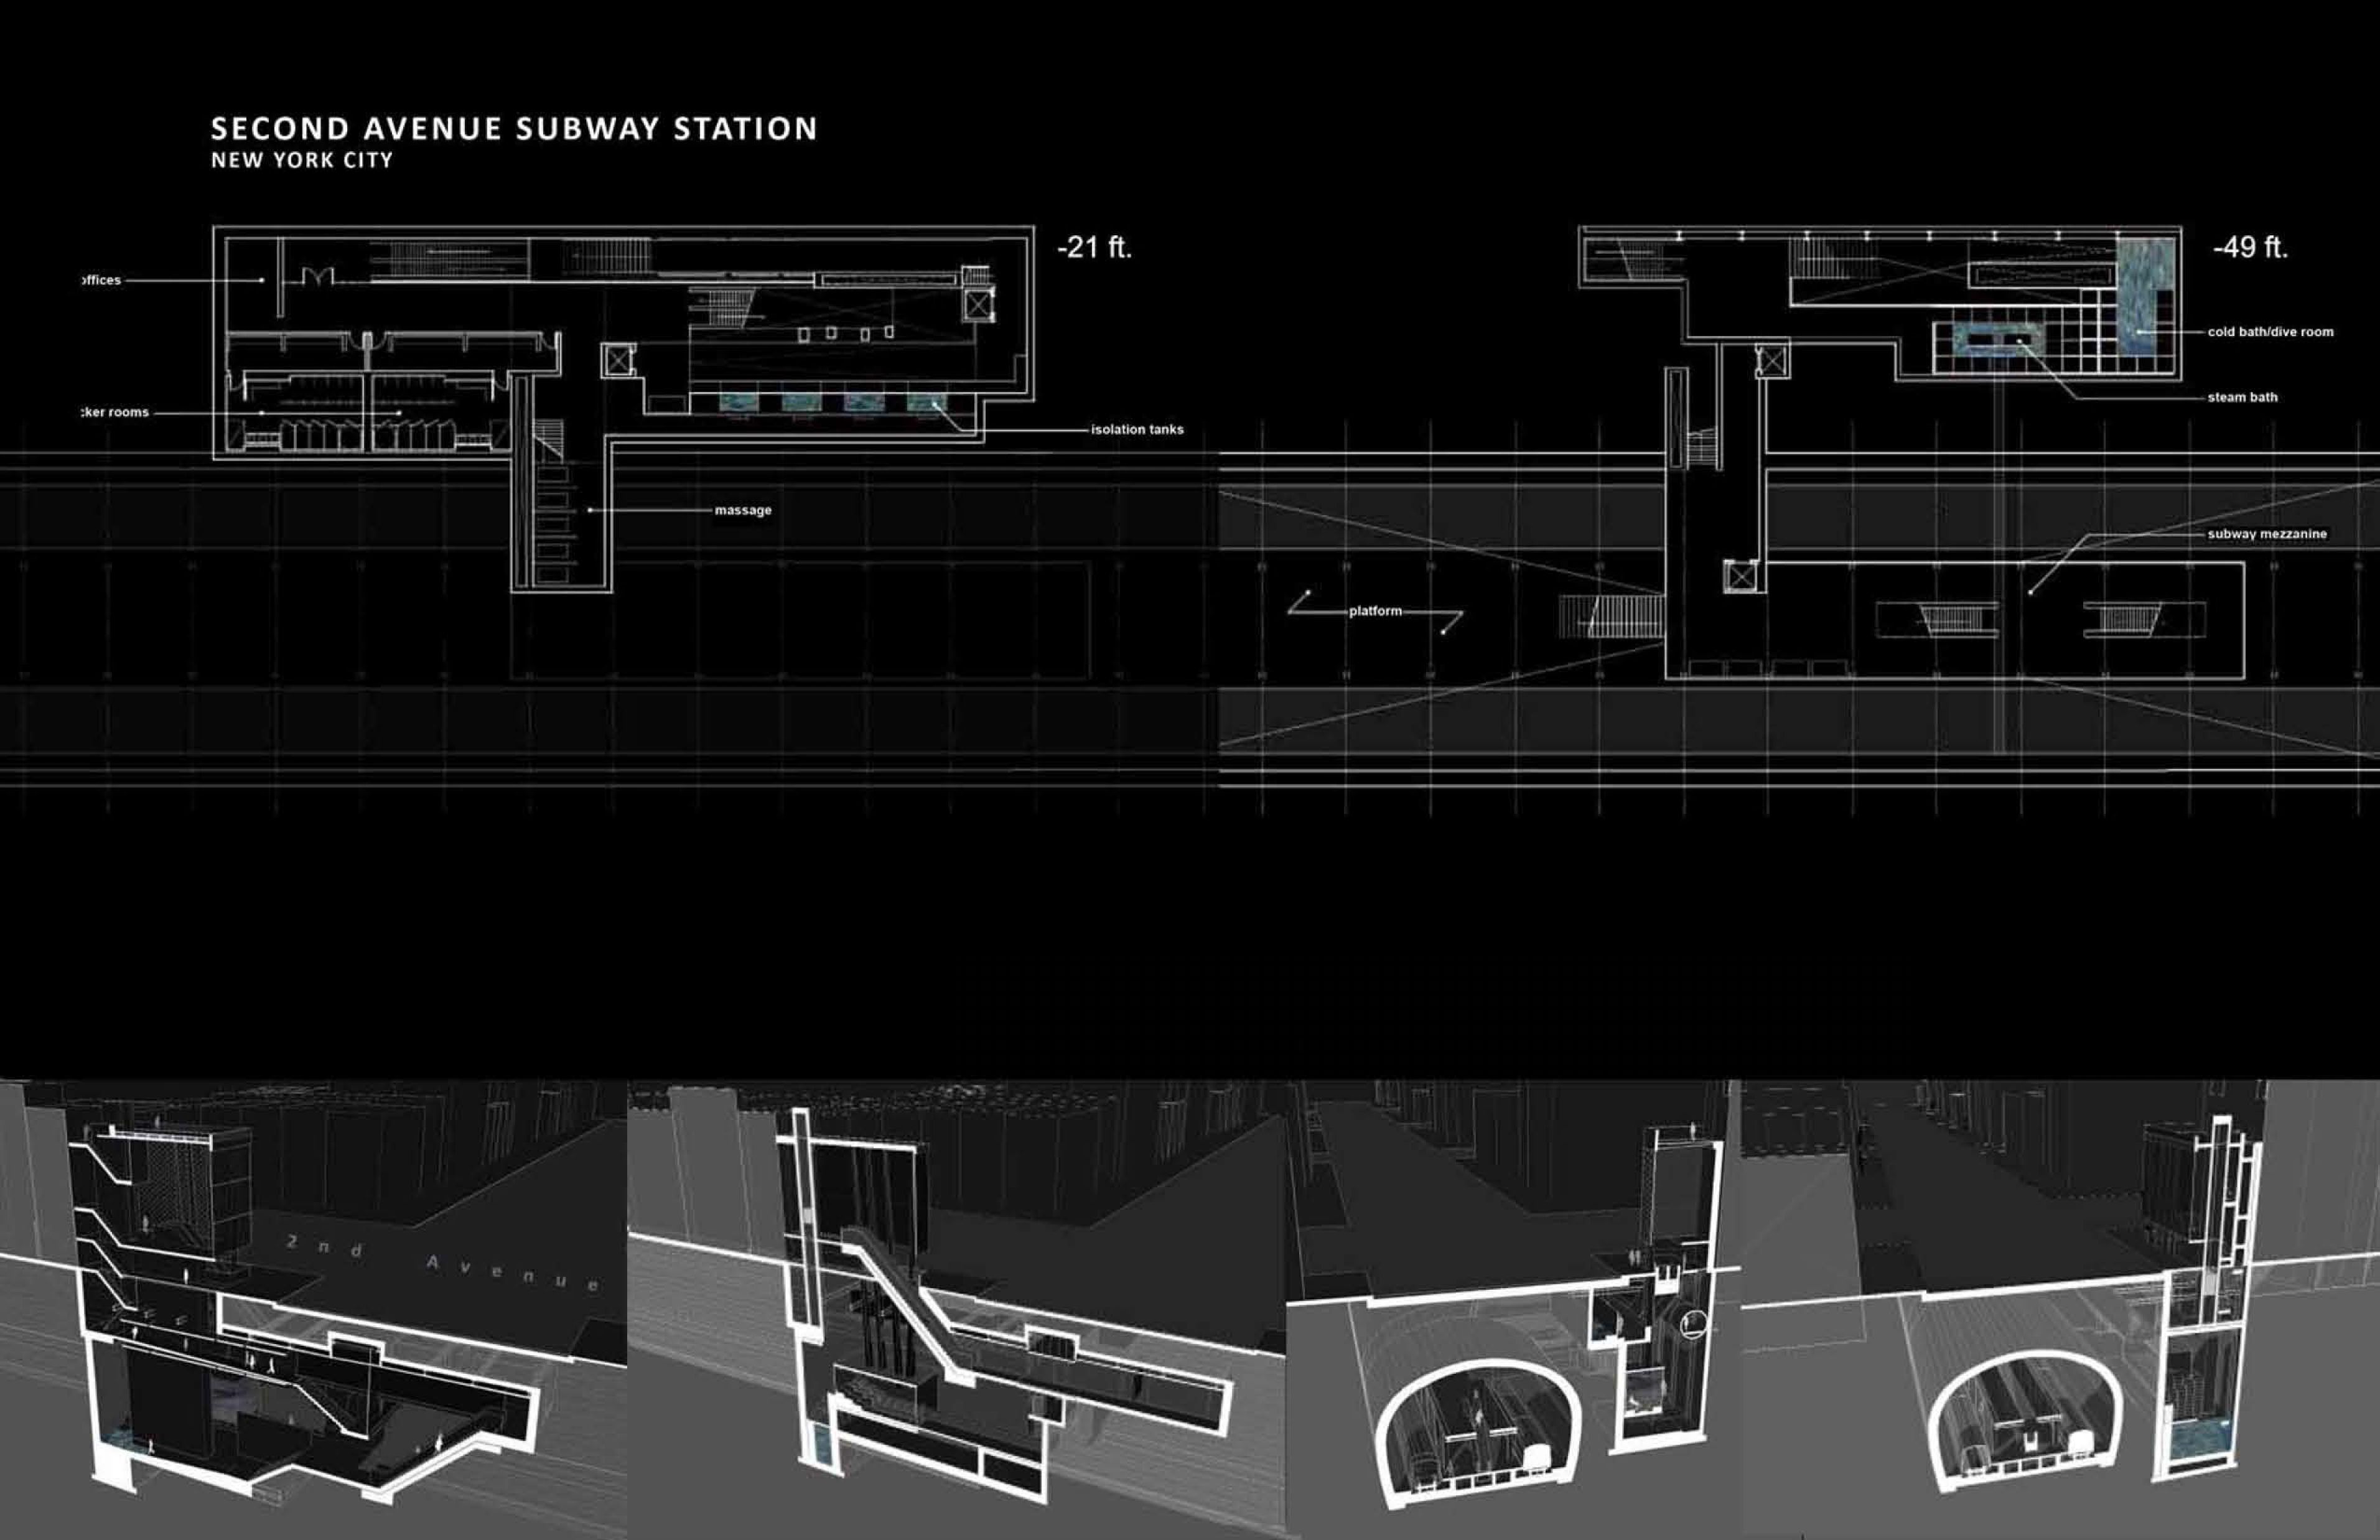 SECOND AVENUE SUBWAY STATION
NEW YORK CITY
-21 ft.
-49 ft.
offices
cold bath/dive room
steam bath
cker rooms
isolation tanks
massage
subway mezzanine
platform
2nd Avenue